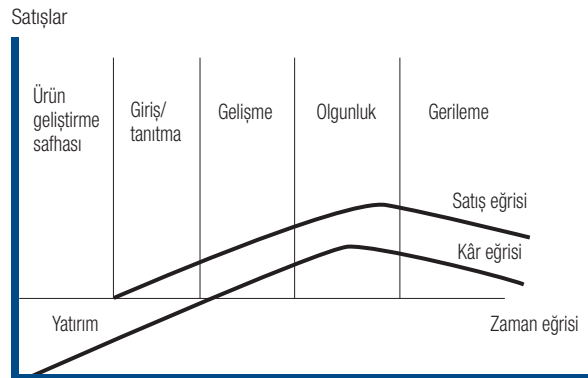 Satışlar
Ürün
geliştirme
safhası
Giriş/
tanıtma
Gelişme
Olgunluk
Gerileme
Satış eğrisi
Kâr eğrisi
Yatırım
Zaman eğrisi